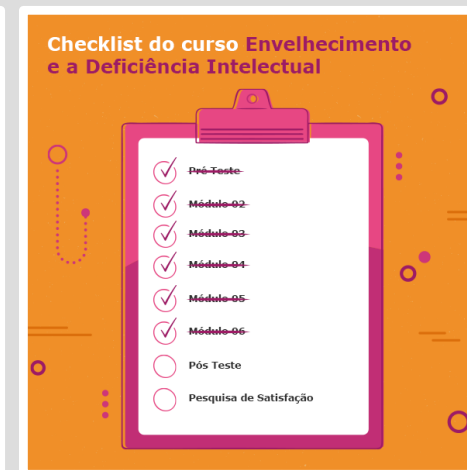 Checklist do curso Envelhecimento
e a Deficiência Intelectual
Pré Teste
Módulo 02
Módulo 03
Módulo 04
Módulo 05
Módulo 06
Pós Teste
Pesquisa de Satisfação